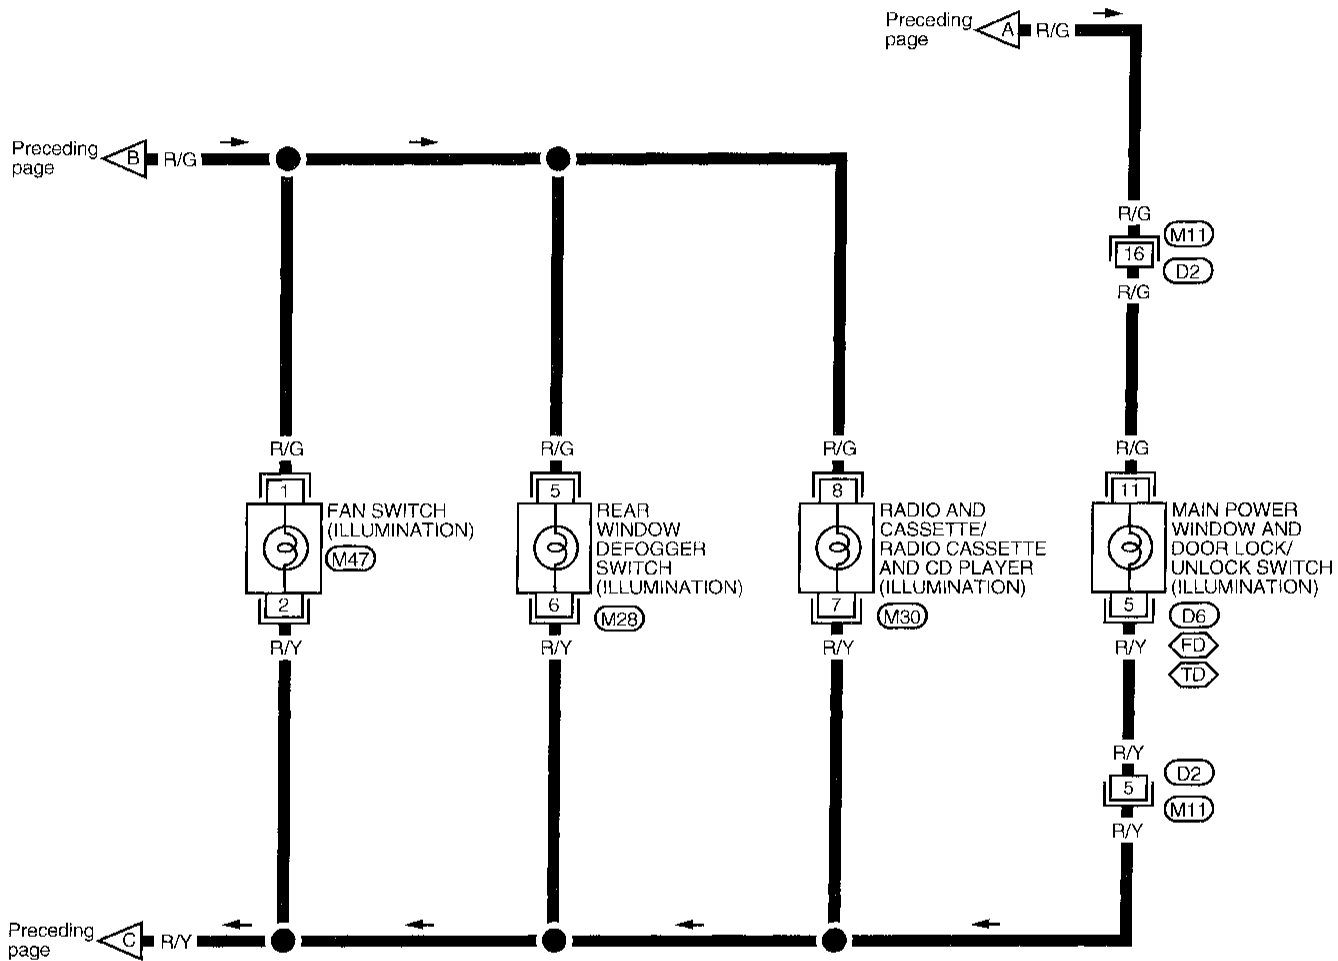 Preceding
page
A
R/G
Preceding
page
B
R/G
R/G
M11
16
D2
R/G
R/G
R/G
R/G
R/G
1
5
8
11
FAN SWITCH
(ILLUMINATION)
M47
REAR
WINDOW
DEFOGGER
SWITCH
(ILLUMINATION)
M28
RADIO AND
CASSETTE/
RADIO CASSETTE
AND CD PLAYER
(ILLUMINATION)
M30
MAIN POWER
WINDOW AND
DOOR LOCK/
UNLOCK SWITCH
(ILLUMINATION)
D6
FD
TD
2
6
7
5
R/Y
R/Y
R/Y
R/Y
R/Y
D2
5
M11
R/Y
Preceding
page
C
R/Y